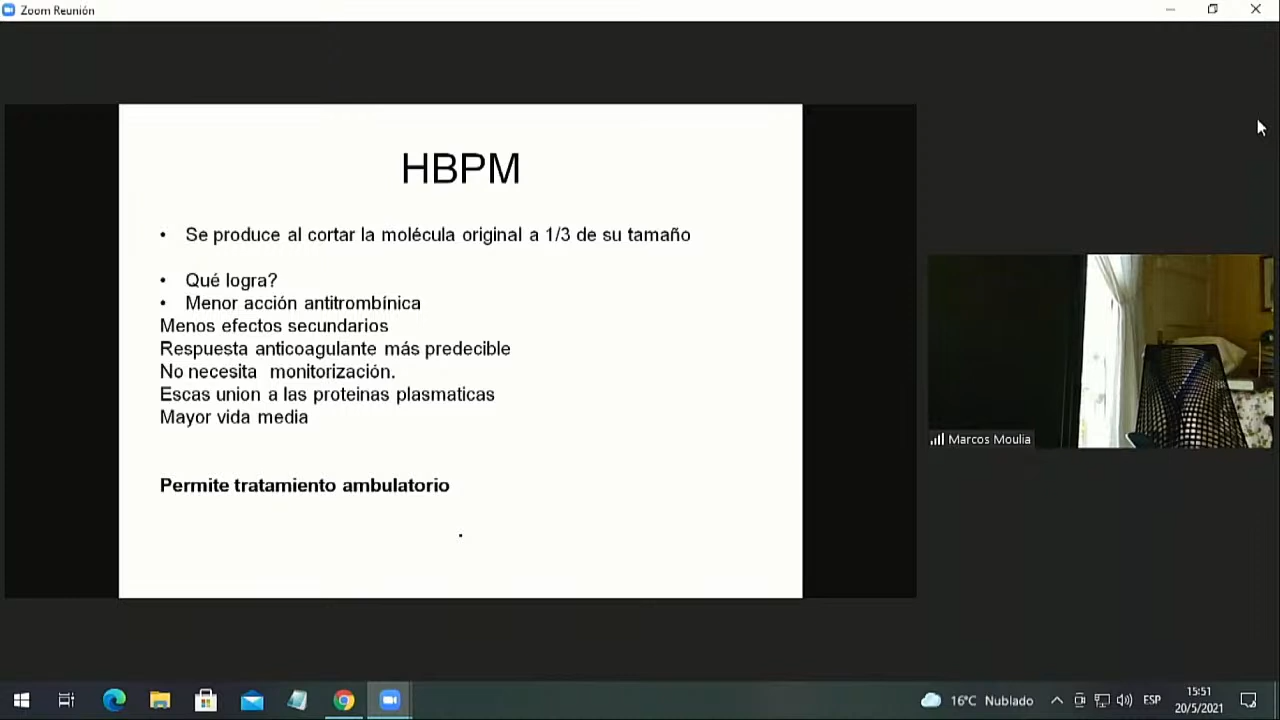 Zoom Reunión
HBPM
• Se produce al cortar la molécula original a 1/3 de su tamaño
• Qué logra?
• Menor acción antitrombínica
Menos efectos secundarios
Respuesta anticoagulante más predecible
No necesita  monitorización.
Escas union a las proteinas plasmaticas
Mayor vida media
Permite tratamiento ambulatorio
.
Marcos Moulia
16°C Nublado
ESP
15:51
20/5/2021